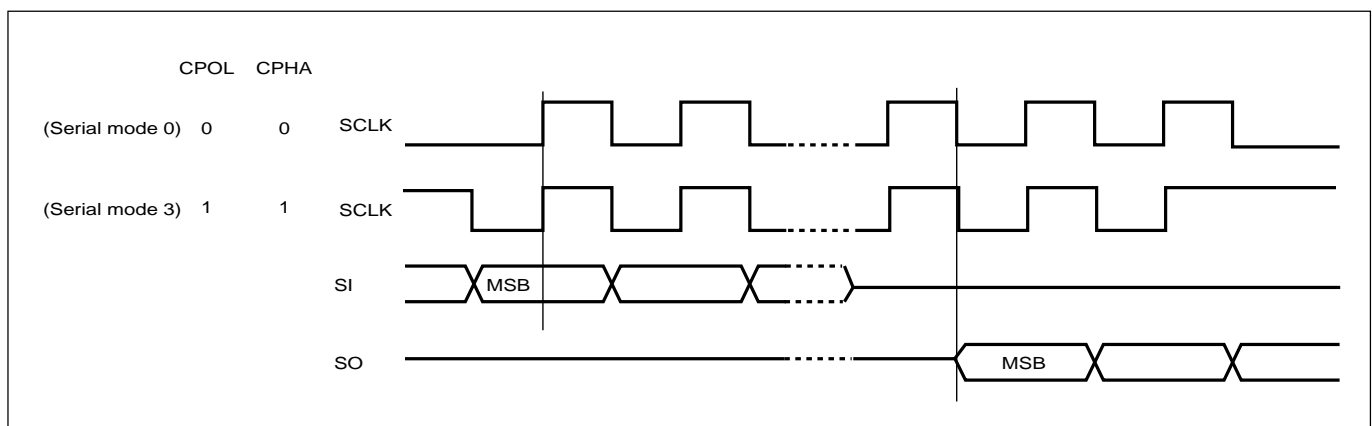 CPOL CPHA
(Serial mode 0) 0 0 SCLK
(Serial mode 3) 1 1 SCLK
SI MSB
SO MSB